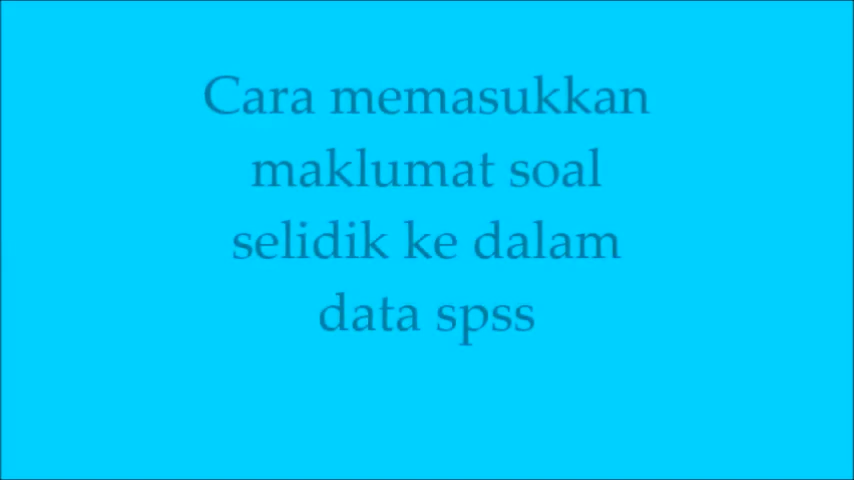 Cara memasukkan
maklumat soal
selidik ke dalam
data spss